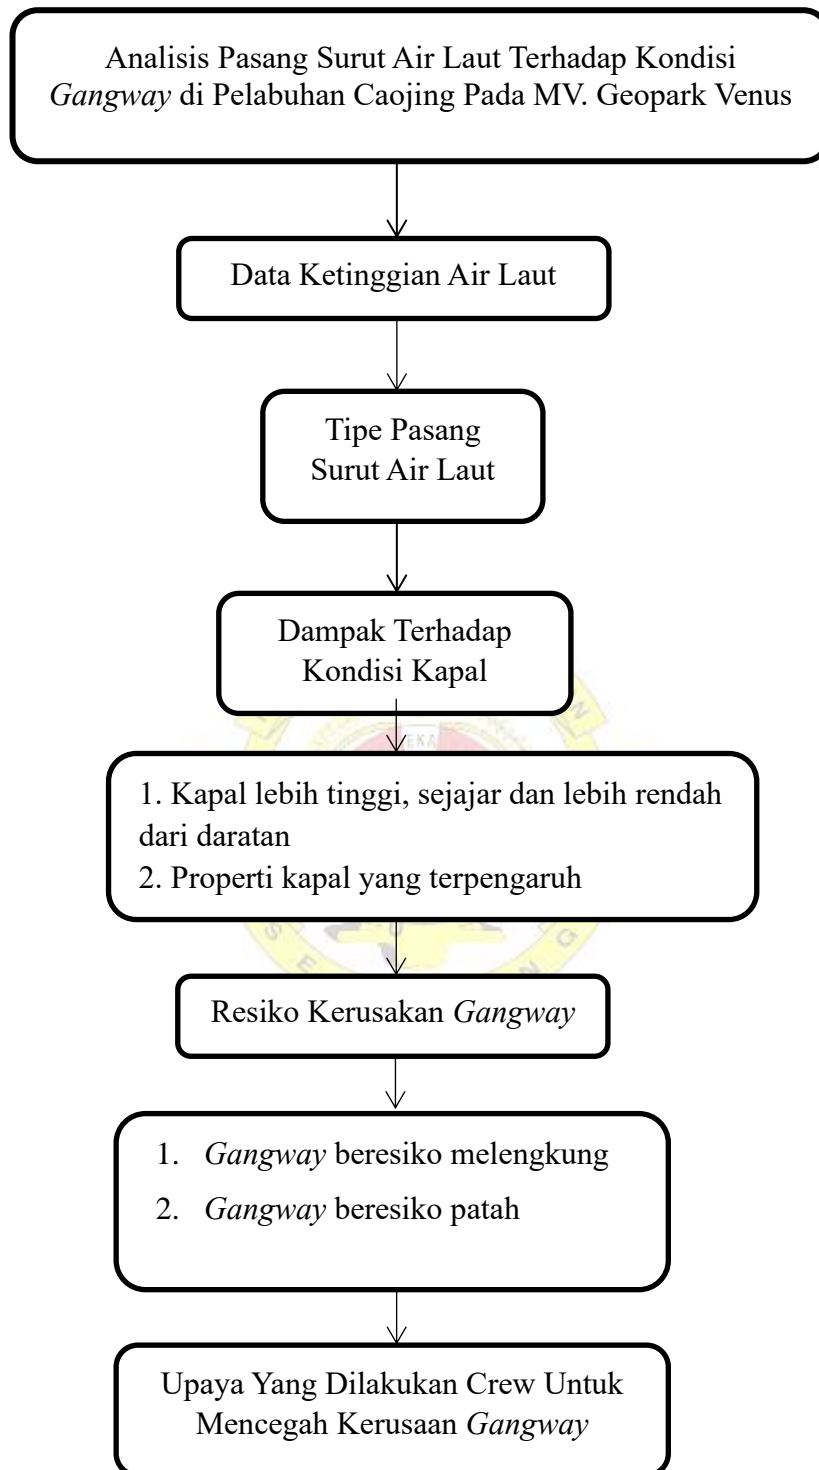 Analisis Pasang Surut Air Laut Terhadap Kondisi
Gangway di Pelabuhan Caojing Pada MV. Geopark Venus
Data Ketinggian Air Laut
Tipe Pasang
Surut Air Laut
Dampak Terhadap
Kondisi Kapal
1. Kapal lebih tinggi, sejajar dan lebih rendah
dari daratan
2. Properti kapal yang terpengaruh
Resiko Kerusakan Gangway
1. Gangway beresiko melengkung
2. Gangway beresiko patah
Upaya Yang Dilakukan Crew Untuk
Mencegah Kerusaan Gangway